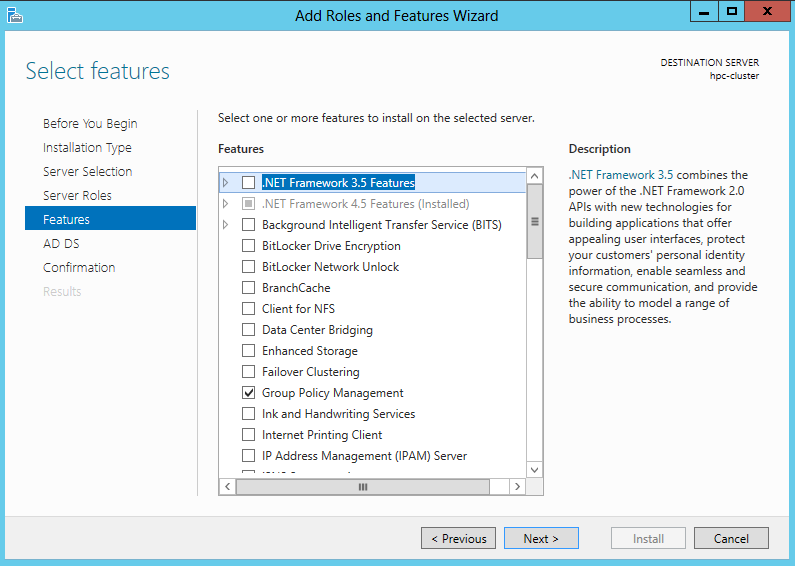 Add Roles and Features Wizard
Select features
DESTINATION SERVER
hpc-cluster
Before You Begin
Installation Type
Server Selection
Server Roles
Features
AD DS
Confirmation
Results
Select one or more features to install on the selected server.
Features
.NET Framework 3.5 Features
.NET Framework 4.5 Features (Installed)
Background Intelligent Transfer Service (BITS)
BitLocker Drive Encryption
BitLocker Network Unlock
BranchCache
Client for NFS
Data Center Bridging
Enhanced Storage
Failover Clustering
Group Policy Management
Ink and Handwriting Services
Internet Printing Client
IP Address Management (IPAM) Server
Description
.NET Framework 3.5 combines the
power of the .NET Framework 2.0
APIs with new technologies for
building applications that offer
appealing user interfaces, protect
your customers' personal identity
information, enable seamless and
secure communication, and provide
the ability to model a range of
business processes.
< Previous
Next >
Install
Cancel